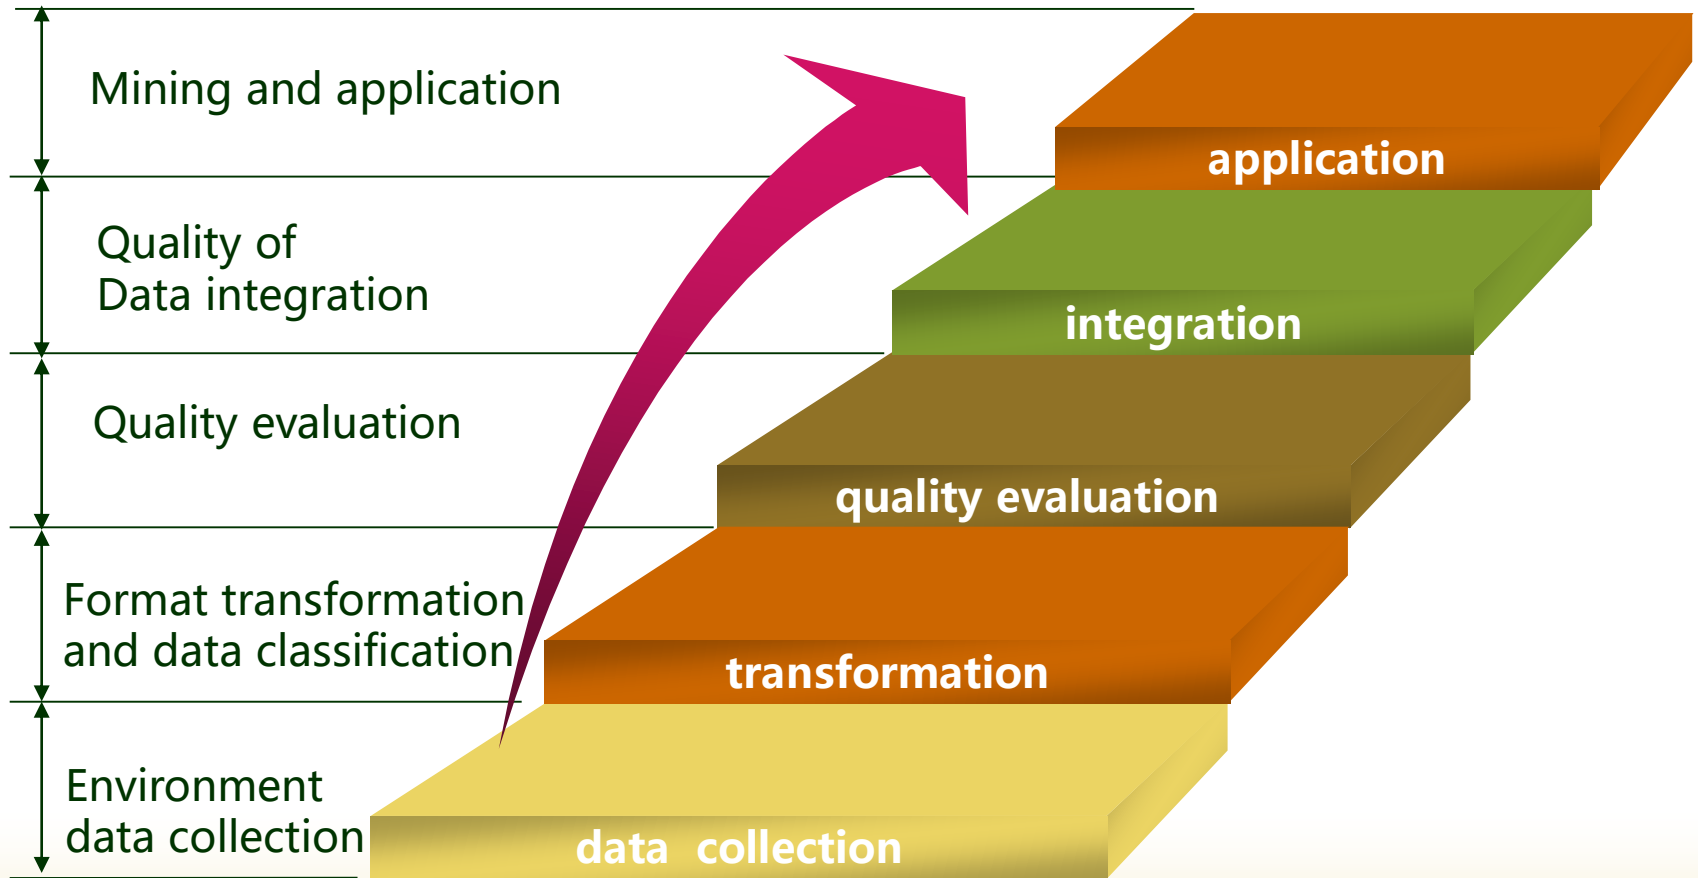 Mining and application
application
Quality of
Data integration
integration
Quality evaluation
quality evaluation
Format transformation
and data classification
transformation
Environment
data collection
data collection